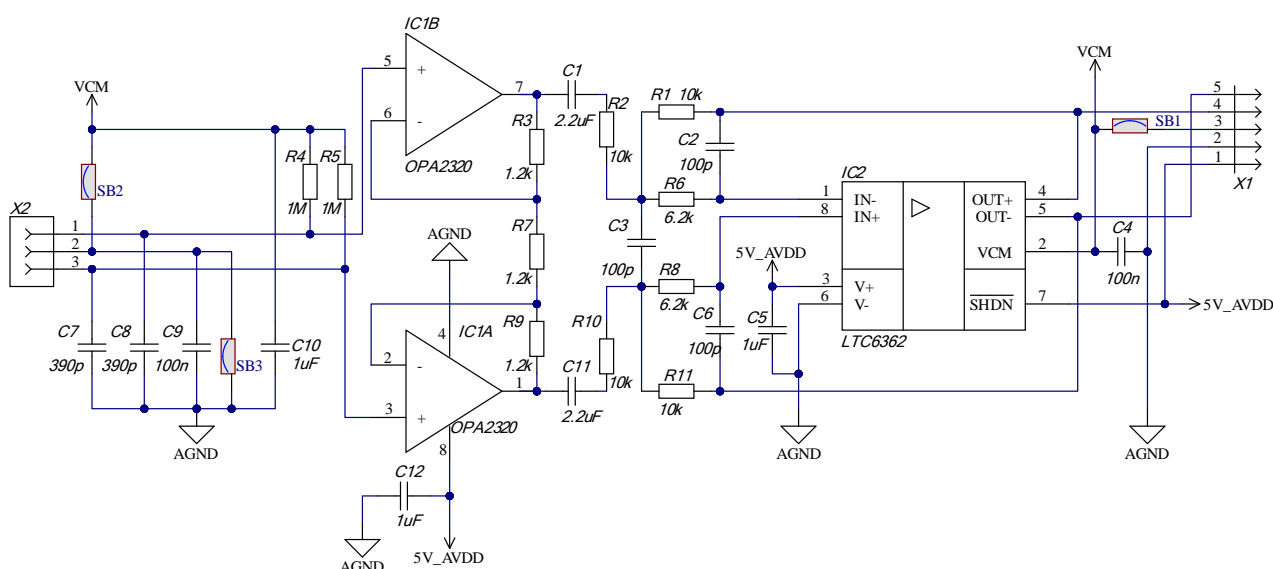 IC1B
VCM
5
+
7
C1
2.2uF
R2
10k
R1 10k
VCM
5
4
SB1
3
2
1
X1
6
-
OPA2320
R3
1.2k
C2
100p
R4
1M
R5
1M
SB2
IC2
R6
6.2k
1
IN-
8
IN+
OUT+
4
OUT-
5
VCM
2
C4
100n
X2
1
2
3
AGND
R7
1.2k
C3
100p
5V_AVDD
R8
6.2k
3
V+
6
V-
SHDN
7
5V_AVDD
LTC6362
C7
390p
C8
390p
C9
100n
SB3
C10
1uF
4
IC1A
R9
1.2k
R10
10k
C6
100p
C5
1uF
2
-
1
C11
2.2uF
R11
10k
3
+
OPA2320
8
AGND
AGND
AGND
C12
1uF
AGND
5V_AVDD